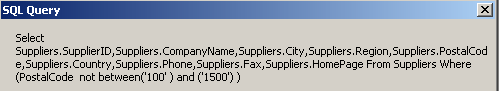 SQL Query
Select
Suppliers.SupplierID,Suppliers.CompanyName,Suppliers.City,Suppliers.Region,Suppliers.PostalCod
e,Suppliers.Country,Suppliers.Phone,Suppliers.Fax,Suppliers.HomePage From Suppliers Where
(PostalCode not between('100' ) and ('1500') )